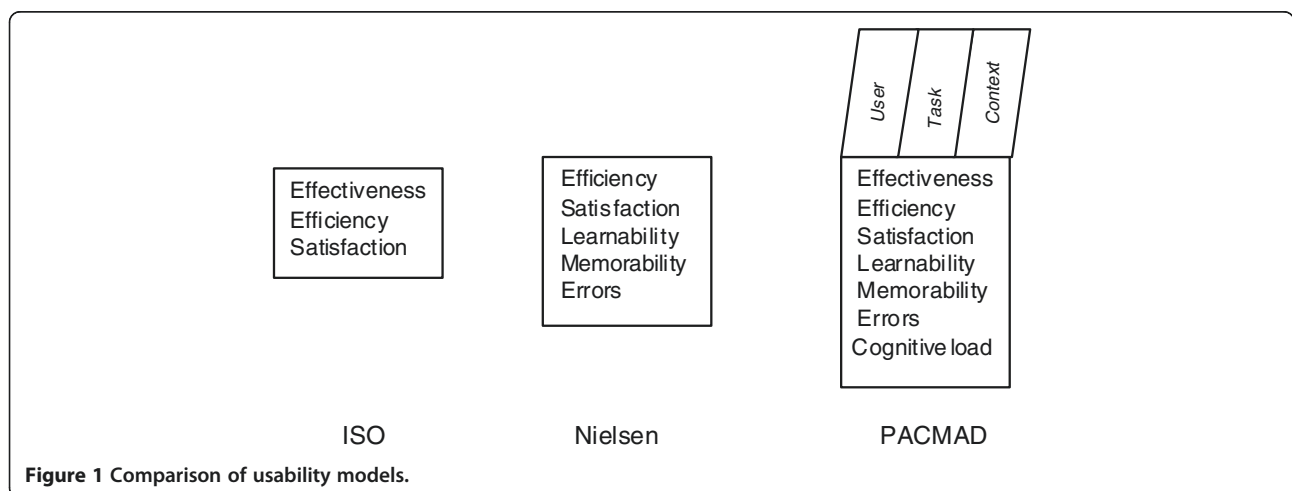 User
Task
Context
Effectiveness
Efficiency
Satisfaction
Efficiency
Satisfaction
Learnability
Memorability
Errors
Effectiveness
Efficiency
Satisfaction
Learnability
Memorability
Errors
Cognitive load
ISO
Nielsen
PACMAD
Figure 1 Comparison of usability models.